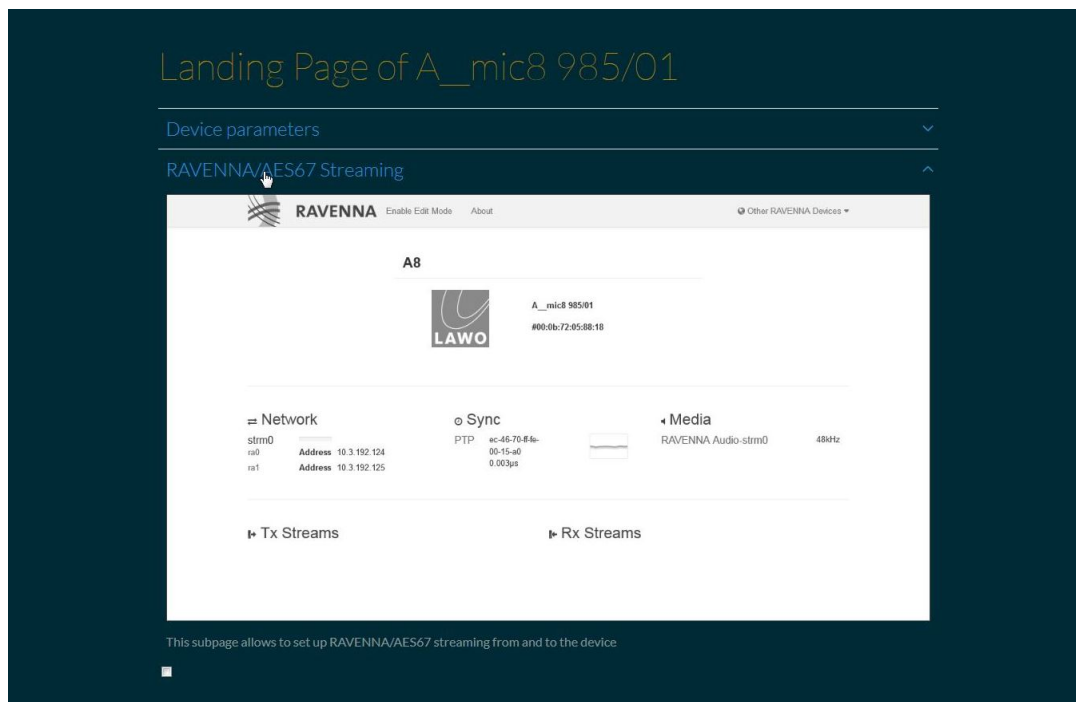 Landing Page of A__mic8 985/01
Device parameters
RAVENNA/AES67 Streaming
RAVENNA Enable Edit Mode About Other RAVENNA Devices
A8
LAWO
A__mic8 985/01
#00:0b:72:05:88:18
Network
strm0
ra0 Address 10.3.192.124
ra1 Address 10.3.192.125
Sync
PTP ec-46-70-ff-fe-
00-15-a0
0.003µs
Media
RAVENNA Audio-strm0 48kHz
Tx Streams
Rx Streams
This subpage allows to set up RAVENNA/AES67 streaming from and to the device